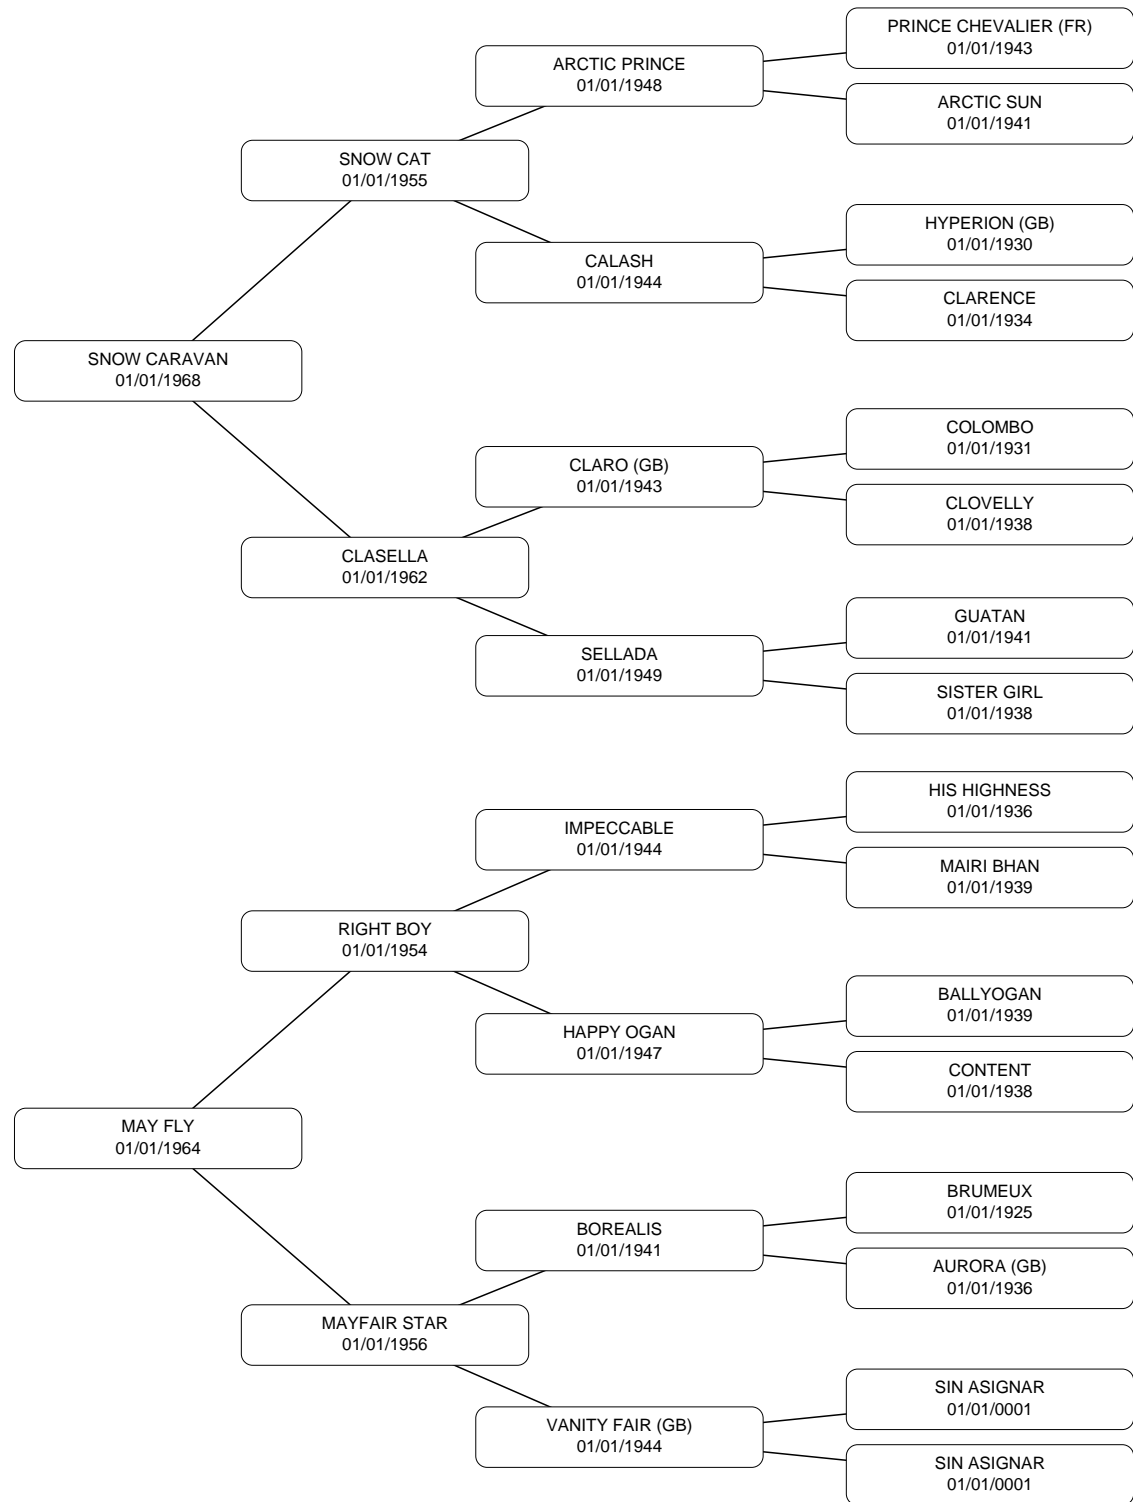 PRINCE CHEVALIER (FR)
01/01/1943
ARCTIC PRINCE
01/01/1948
ARCTIC SUN
01/01/1941
SNOW CAT
01/01/1955
HYPERION (GB)
01/01/1930
CALASH
01/01/1944
CLARENCE
01/01/1934
SNOW CARAVAN
01/01/1968
COLOMBO
01/01/1931
CLARO (GB)
01/01/1943
CLOVELLY
01/01/1938
CLASELLA
01/01/1962
GUATAN
01/01/1941
SELLADA
01/01/1949
SISTER GIRL
01/01/1938
HIS HIGHNESS
01/01/1936
IMPECCABLE
01/01/1944
MAIRI BHAN
01/01/1939
RIGHT BOY
01/01/1954
BALLYOGAN
01/01/1939
HAPPY OGAN
01/01/1947
CONTENT
01/01/1938
MAY FLY
01/01/1964
BRUMEUX
01/01/1925
BOREALIS
01/01/1941
AURORA (GB)
01/01/1936
MAYFAIR STAR
01/01/1956
SIN ASIGNAR
01/01/0001
VANITY FAIR (GB)
01/01/1944
SIN ASIGNAR
01/01/0001